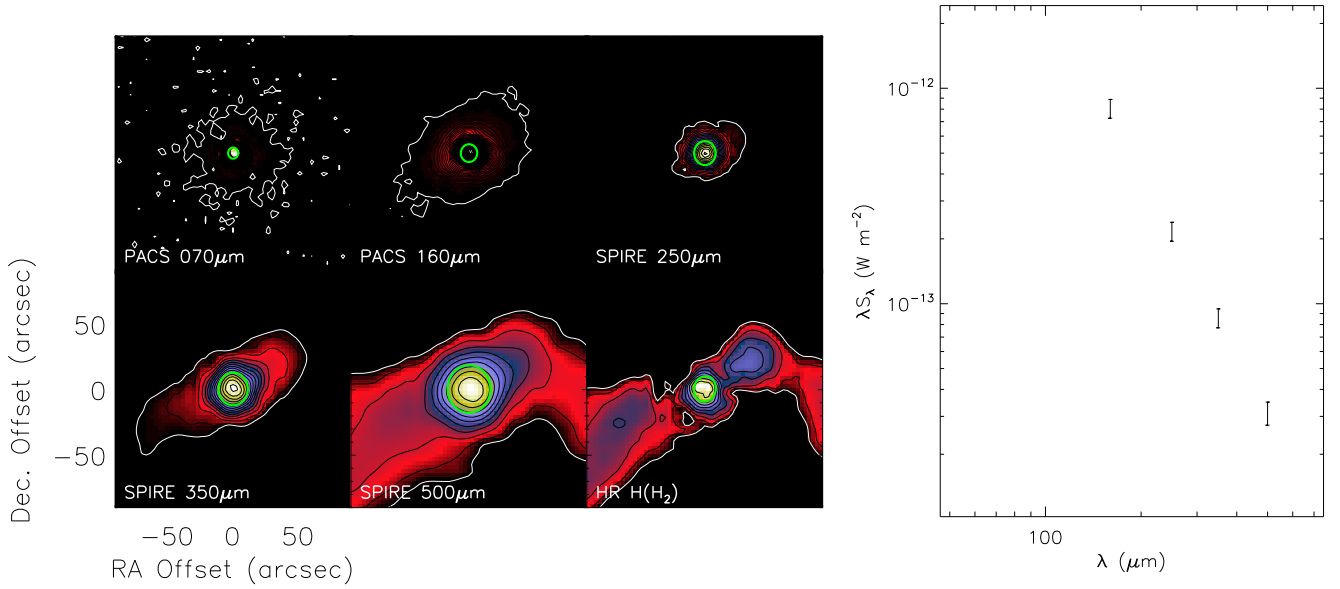 PACS 070μm
PACS 160μm
SPIRE 250μm
SPIRE 350μm
SPIRE 500μm
HR H(H₂)
50
0
−50
Dec. Offset (arcsec)
−50 0 50
RA Offset (arcsec)
10⁻¹²
10⁻¹³
λS_λ (W m⁻²)
100
λ (μm)